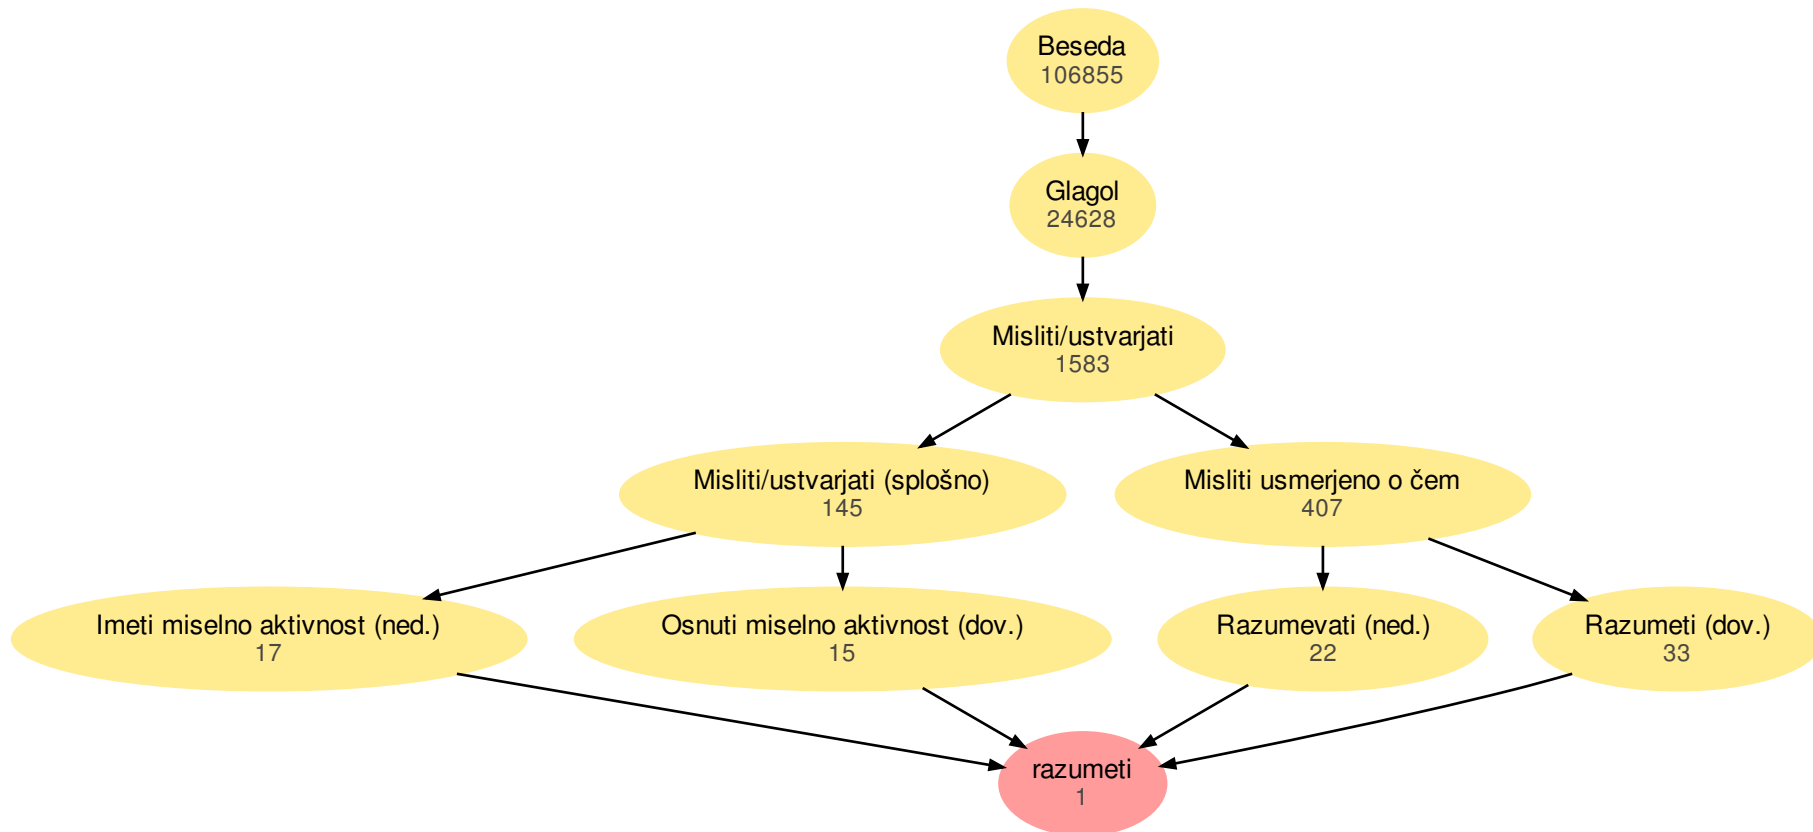 Beseda
106855
Glagol
24628
Misliti/ustvarjati
1583
Misliti/ustvarjati (splošno)
145
Misliti usmerjeno o čem
407
Imeti miselno aktivnost (ned.)
17
Osnuti miselno aktivnost (dov.)
15
Razumevati (ned.)
22
Razumeti (dov.)
33
razumeti
1